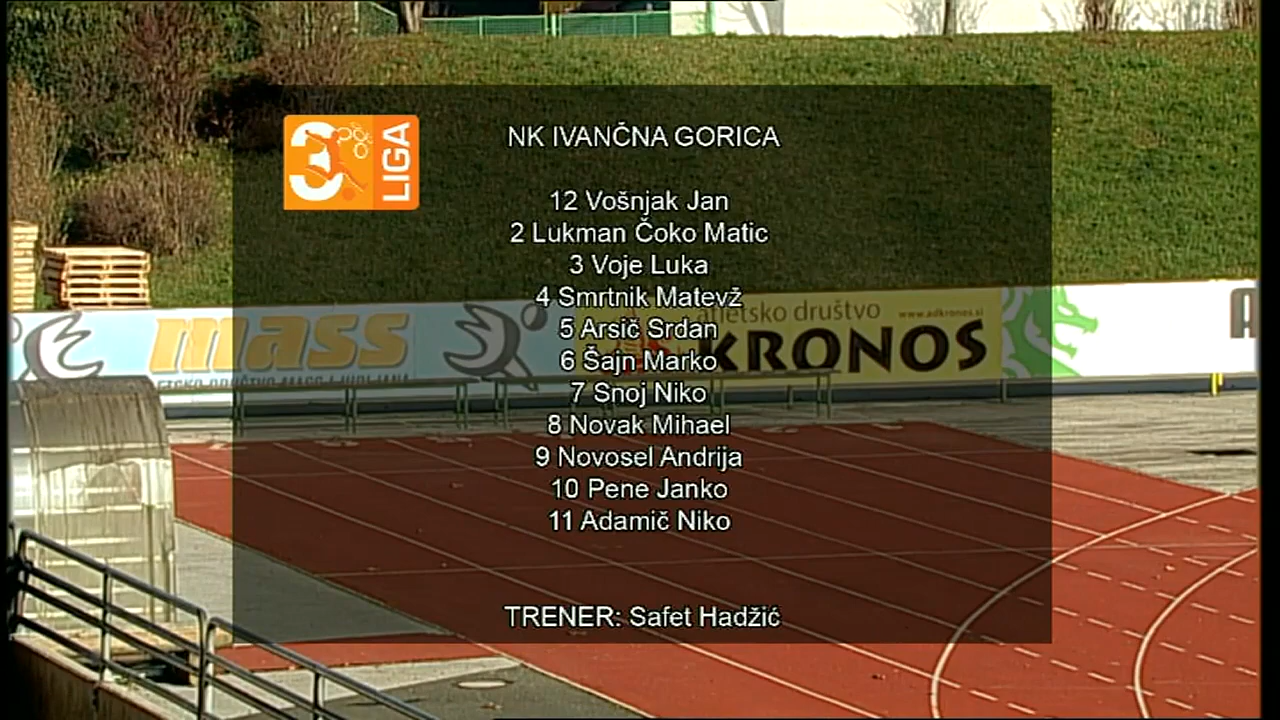 3 LIGA
NK IVANČNA GORICA
12 Vošnjak Jan
2 Lukman Čoko Matic
3 Voje Luka
4 Smrtnik Matevž
5 Arsič Srdan
6 Šajn Marko
7 Snoj Niko
8 Novak Mihael
9 Novosel Andrija
10 Pene Janko
11 Adamič Niko
TRENER: Safet Hadžić
mass
atletsko društvo
www.adkronos.si
KRONOS